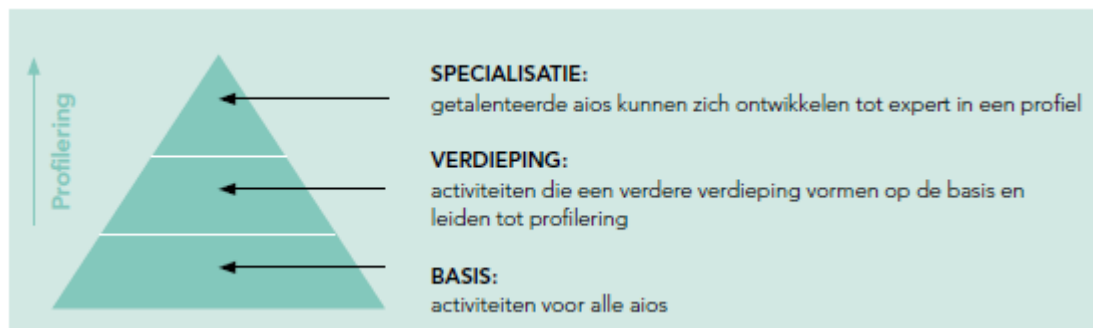 Profilering
SPECIALISATIE:
getalenteerde aios kunnen zich ontwikkelen tot expert in een profiel
VERDIEPING:
activiteiten die een verdere verdieping vormen op de basis en
leiden tot profilering
BASIS:
activiteiten voor alle aios